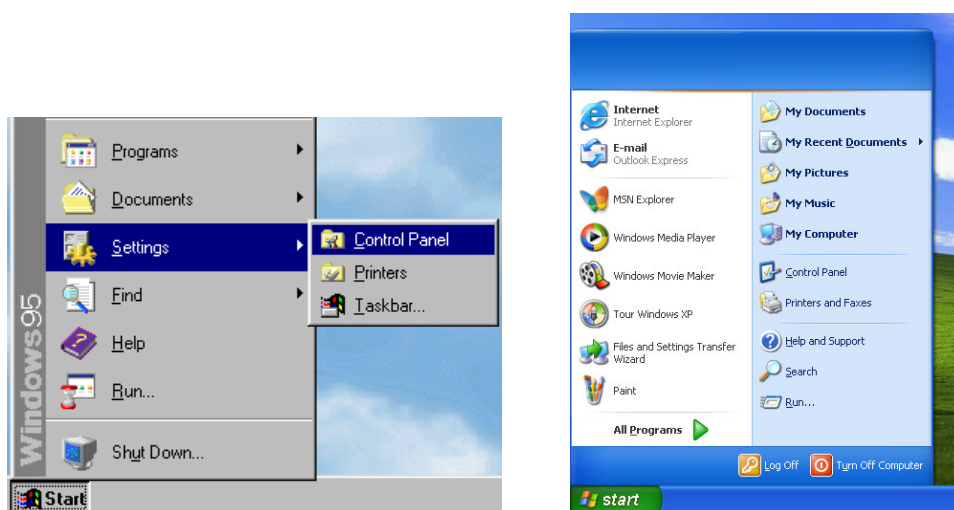 Programs
Documents
Settings
Find
Help
Run...
Shut Down...
Windows95
Start
Control Panel
Printers
Taskbar...
Internet
Internet Explorer
E-mail
Outlook Express
MSN Explorer
Windows Media Player
Windows Movie Maker
Tour Windows XP
Files and Settings Transfer
Wizard
Paint
All Programs
My Documents
My Recent Documents
My Pictures
My Music
My Computer
Control Panel
Printers and Faxes
Help and Support
Search
Run...
Log Off
Turn Off Computer
start